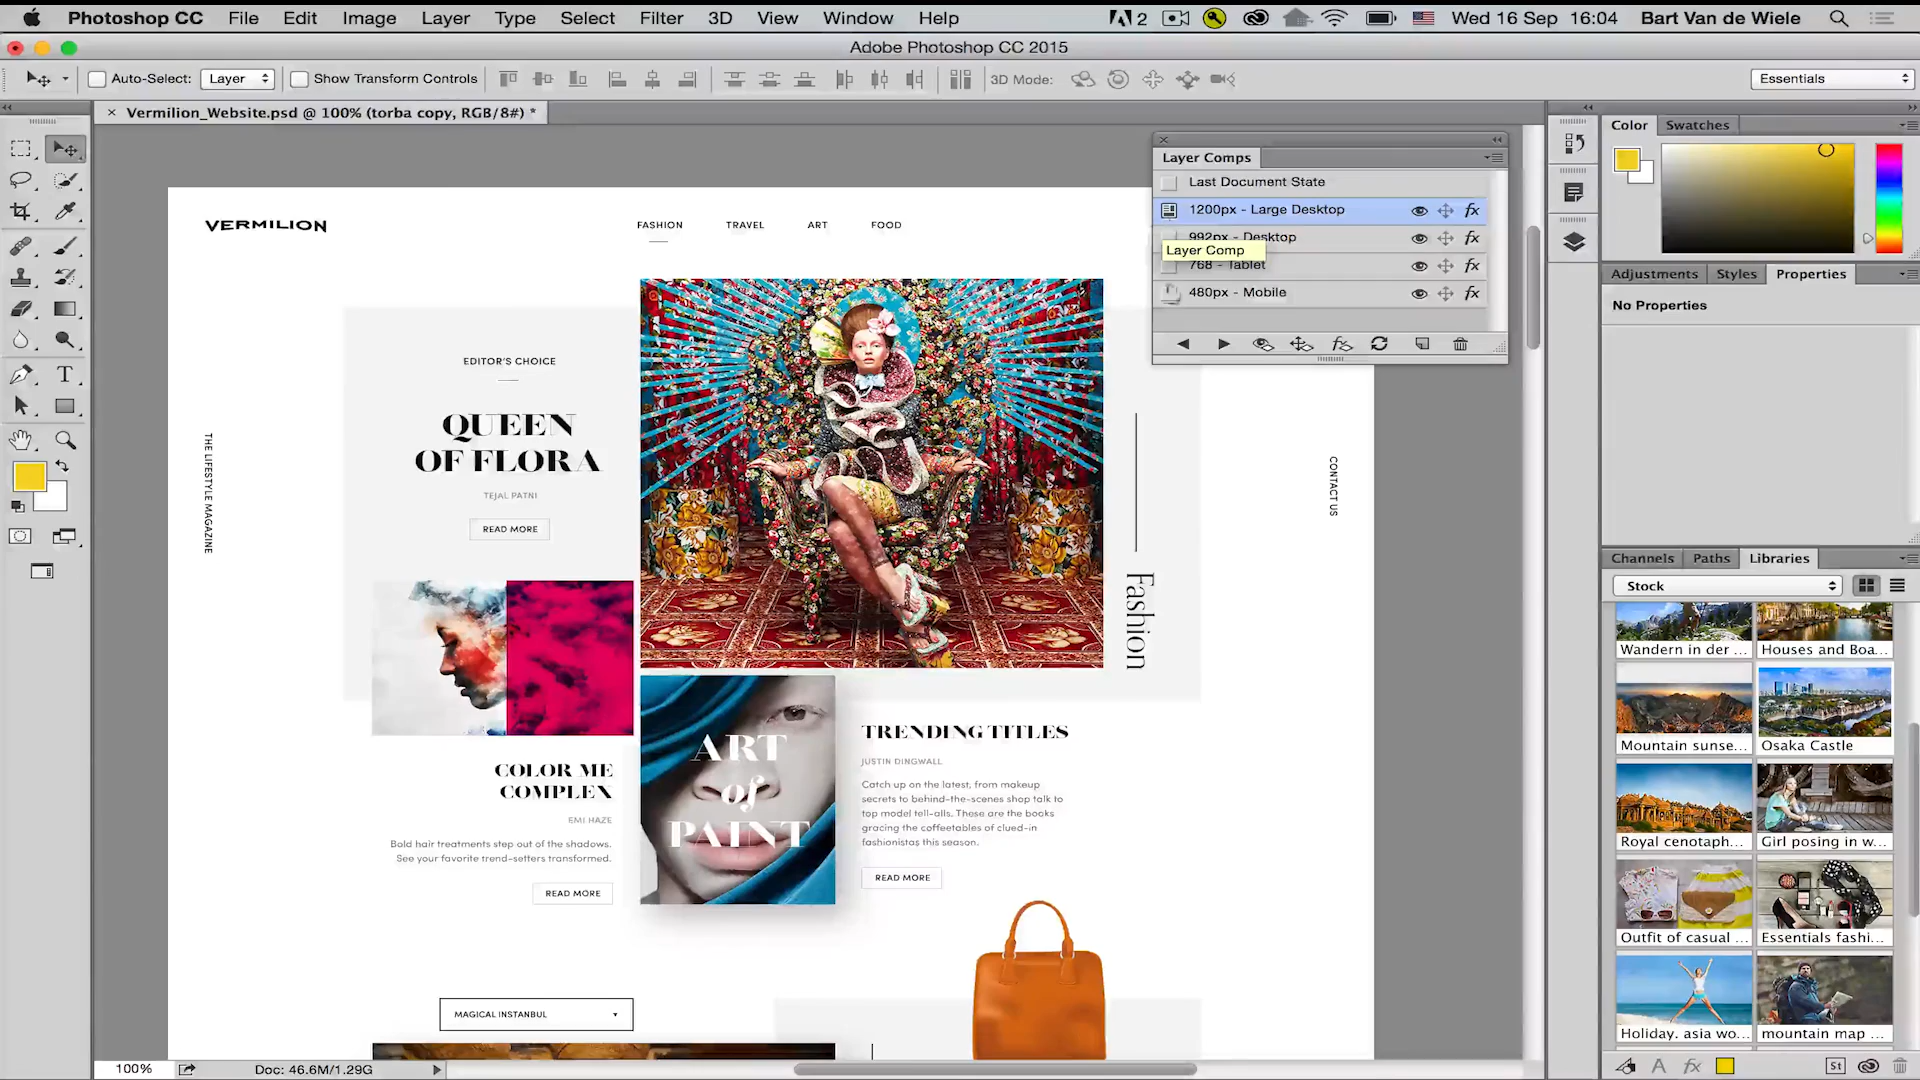 Photoshop CC File Edit Image Layer Type Select Filter 3D View Window Help
2 Wed 16 Sep 16:04 Bart Van de Wiele
Adobe Photoshop CC 2015
Auto-Select: Layer Show Transform Controls 3D Mode: Essentials
× Vermilion_Website.psd @ 100% (torba copy, RGB/8#) *
VERMILION
FASHION TRAVEL ART FOOD
Layer Comps
Last Document State
1200px - Large Desktop fx
992px - Desktop fx
Layer Comp
768 - Tablet fx
480px - Mobile fx
EDITOR'S CHOICE
QUEEN
OF FLORA
TEJAL PATNI
READ MORE
THE LIFESTYLE MAGAZINE
CONTACT US
Fashion
ART
of
PAINT
COLOR ME
COMPLEX
EMI HAZE
Bold hair treatments step out of the shadows.
See your favorite trend-setters transformed.
READ MORE
TRENDING TITLES
JUSTIN DINGWALL
Catch up on the latest, from makeup
secrets to behind-the-scenes shop talk to
top model tell-alls. These are the books
gracing the coffeetables of clued-in
fashionistas this season.
READ MORE
MAGICAL INSTANBUL
Color Swatches
Adjustments Styles Properties
No Properties
Channels Paths Libraries
Stock
Wandern in der ... Houses and Boa...
Mountain sunse... Osaka Castle
Royal cenotaph... Girl posing in w...
Outfit of casual ... Essentials fashi...
Holiday. asia wo... mountain map ...
A fx St
100% Doc: 46.6M/1.29G